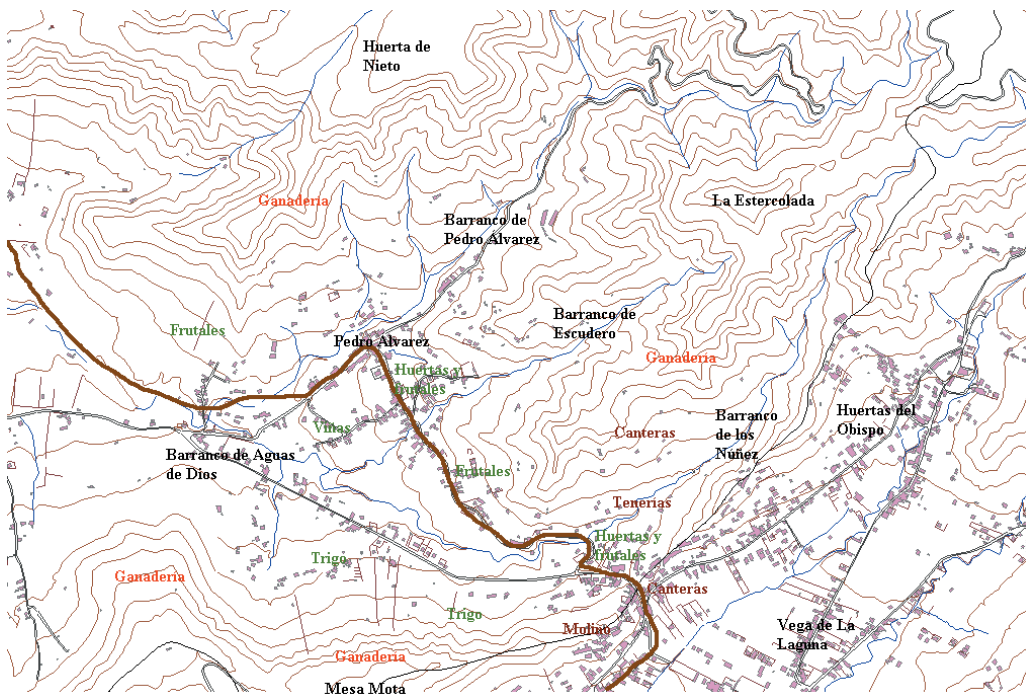 Huerta de
Nieto
Ganaderia
La Estercolada
Barranco de
Pedro Alvarez
Barranco de
Escudero
Frutales
Pedro Alvarez
Huertas y
frutales
Ganaderia
Viñas
Canteras
Barranco
de los
Núñez
Huertas del
Obispo
Barranco de Aguas
de Dios
Frutales
Tenerias
Huertas y
frutales
Trigo
Ganaderia
Canteras
Trigo
Molino
Vega de La
Laguna
Ganaderia
Mesa Mota